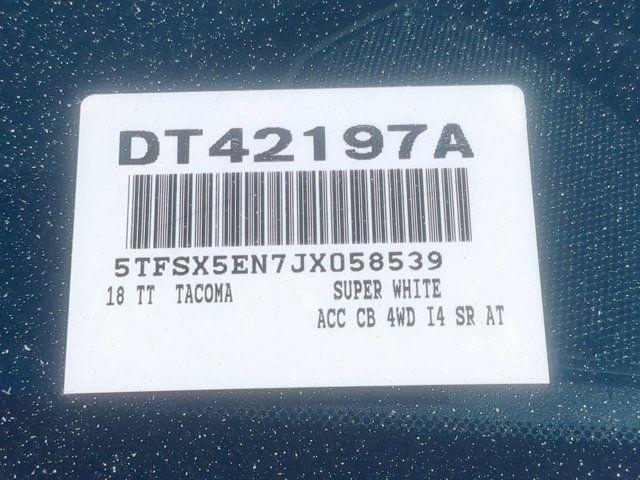 DT42197A
5TFSX5EN7JX058539
18 TT TACOMA SUPER WHITE
ACC CB 4WD I4 SR AT